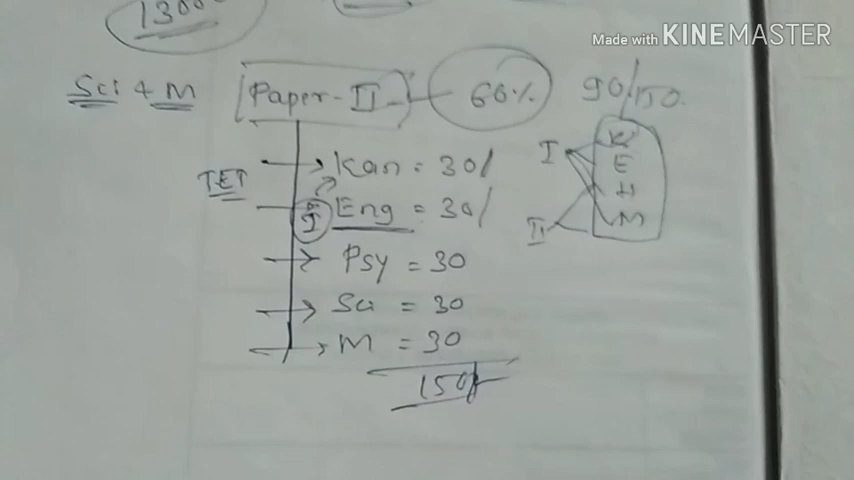 1300
Made with KINEMASTER
Sci & M Paper-II 60% 90/150.
TET
Kan = 30/
I Eng = 30/
Psy = 30
Sci = 30
M = 30
150/
I K
E
H
II M